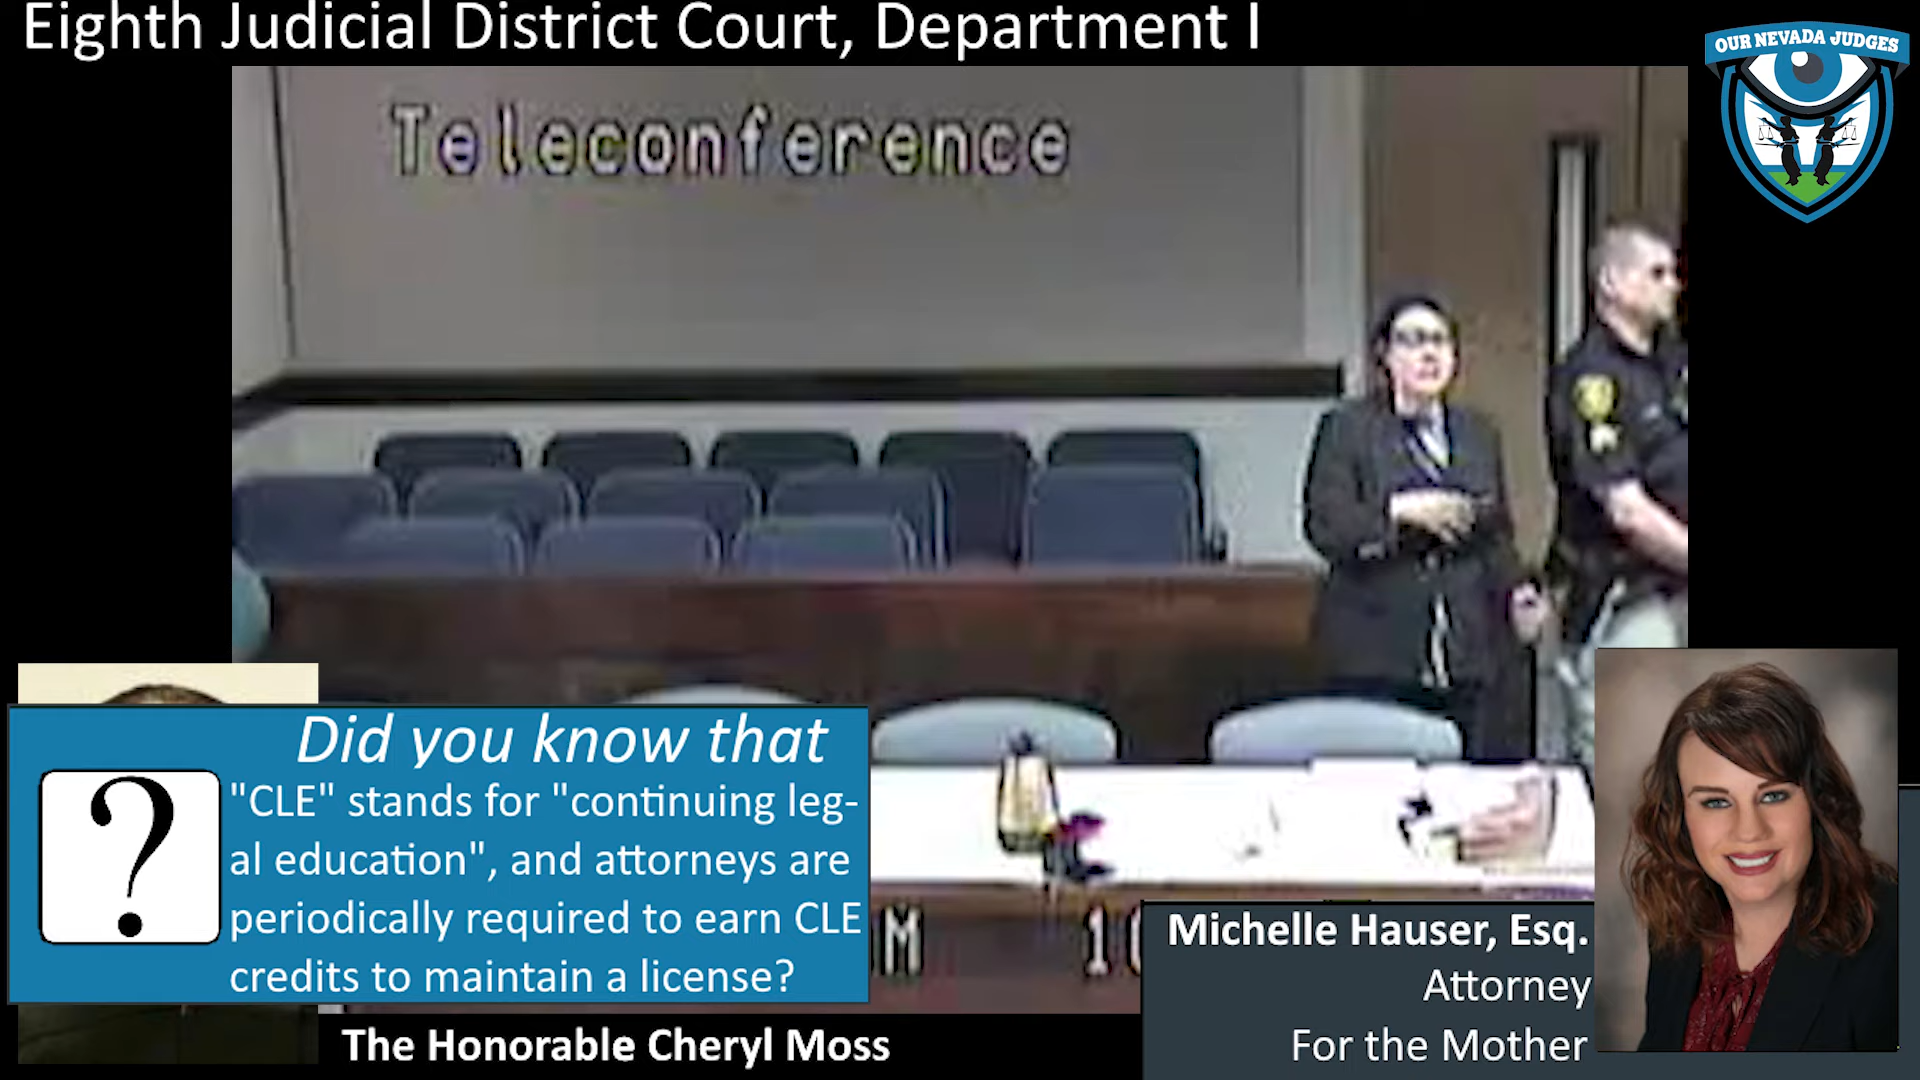 Eighth Judicial District Court, Department I
OUR NEVADA JUDGES
Teleconference
Did you know that
?
"CLE" stands for "continuing leg-
al education", and attorneys are
periodically required to earn CLE
credits to maintain a license?
M 10
Michelle Hauser, Esq.
Attorney
For the Mother
The Honorable Cheryl Moss